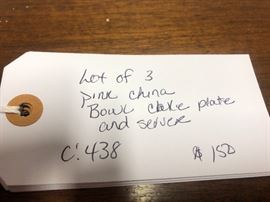 Lot of 3
pink china
Bowl cake plate
and server
C: 438 $ 150